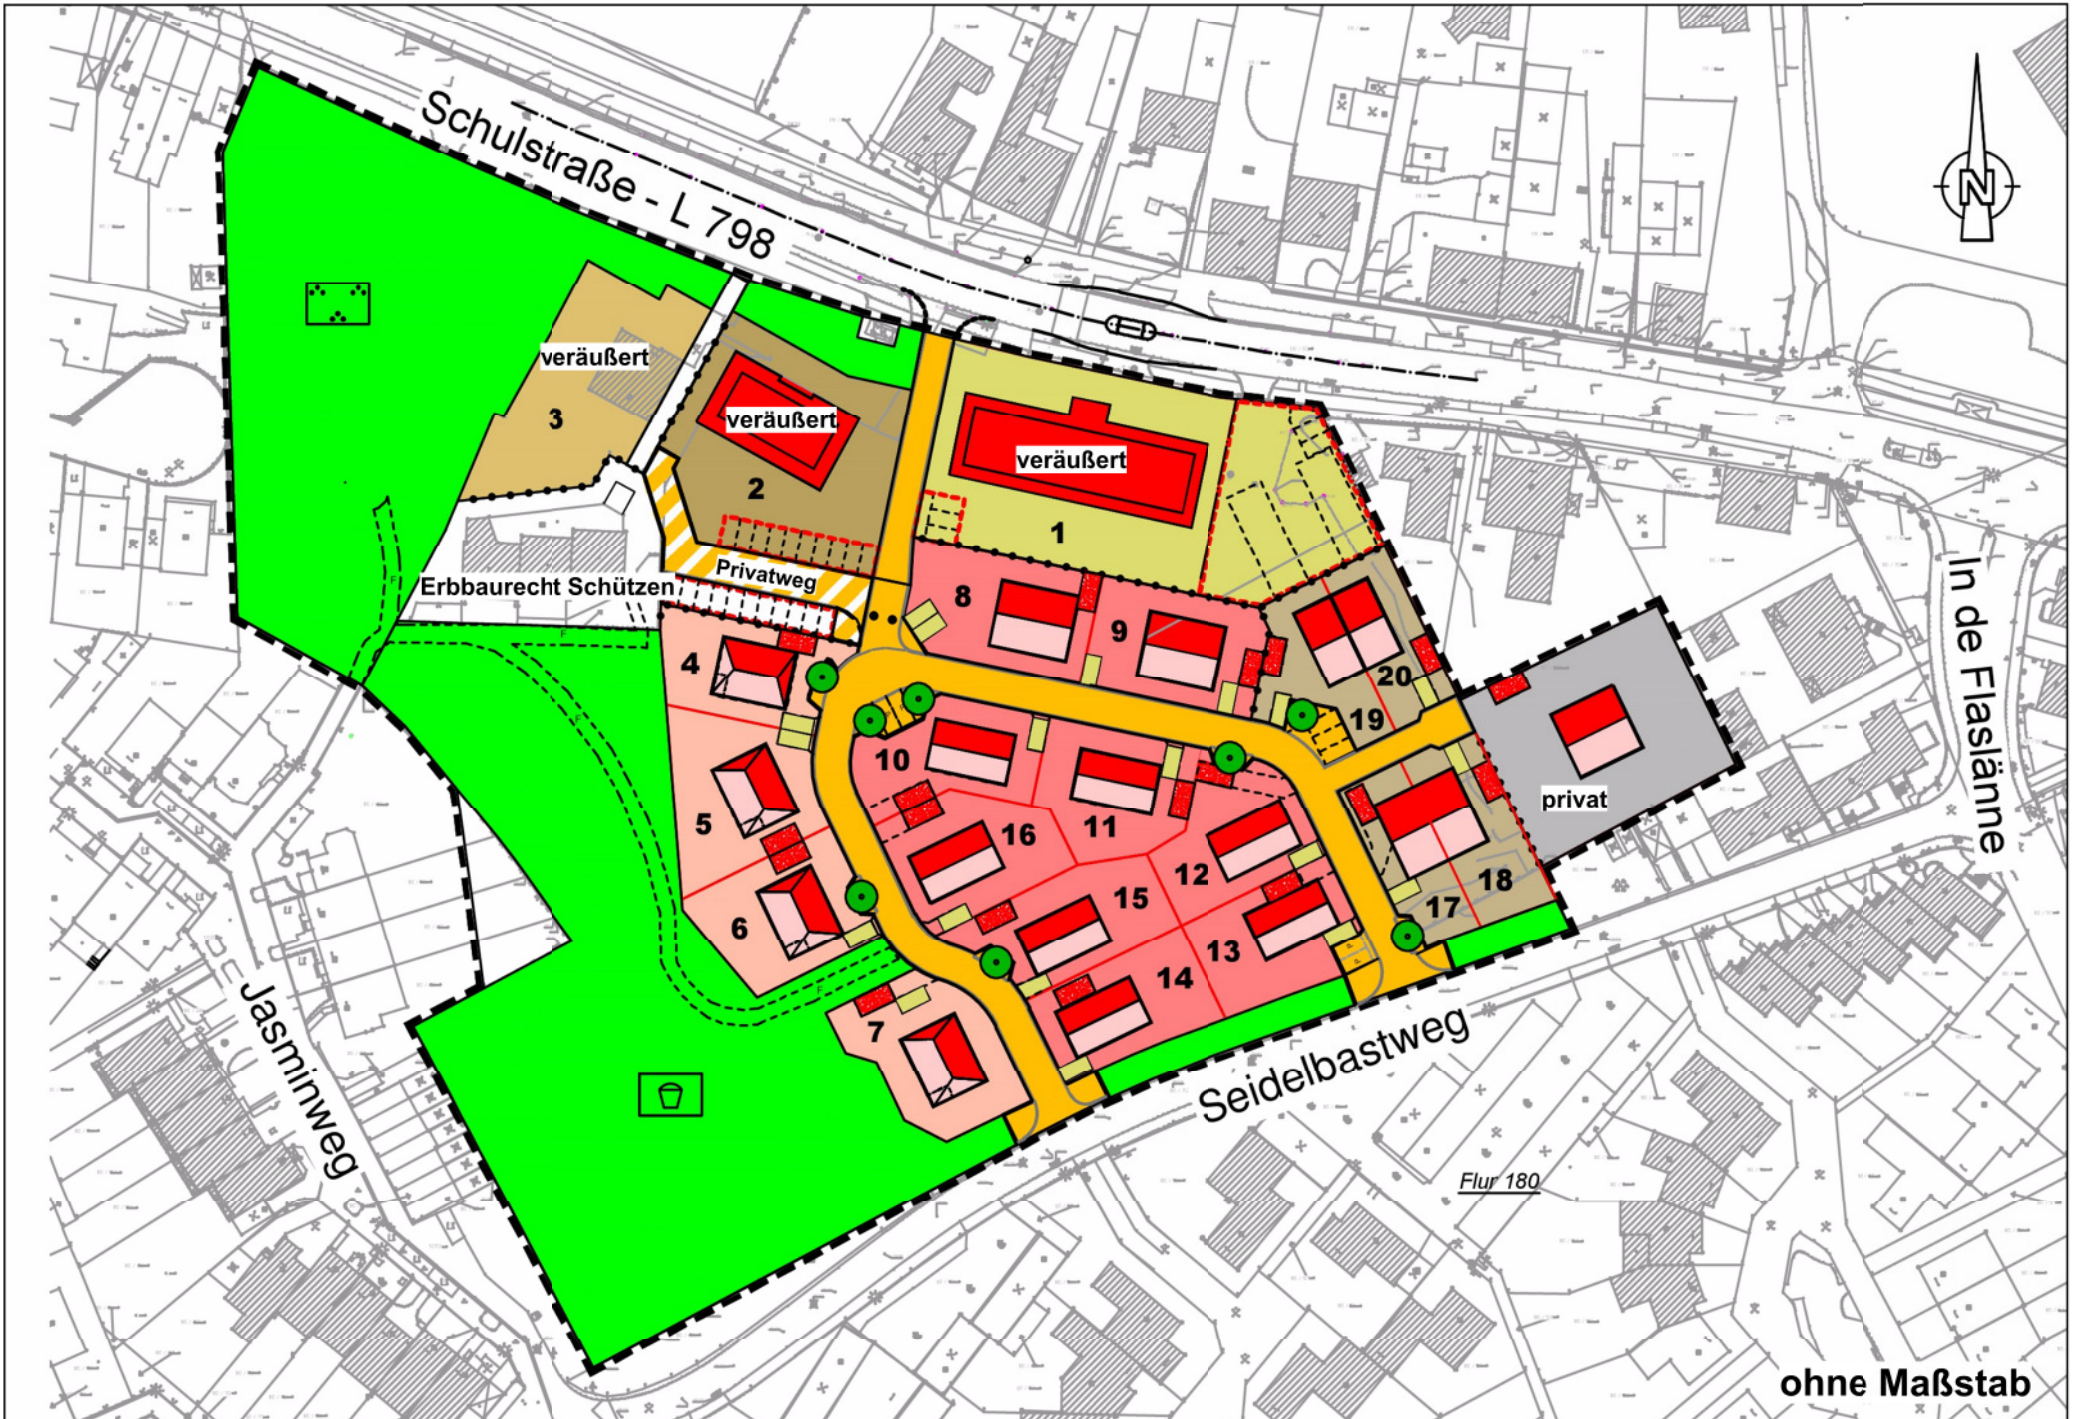 Schulstraße - L 798
N
veräußert
3
veräußert
2
veräußert
1
Privatweg
Erbbaurecht Schützen
In de Flaslänne
8
9
4
20
19
10
privat
5
16
11
12
18
15
17
6
13
14
7
Jasminweg
Seidelbastweg
Flur 180
ohne Maßstab
F
F
F
F
P
P